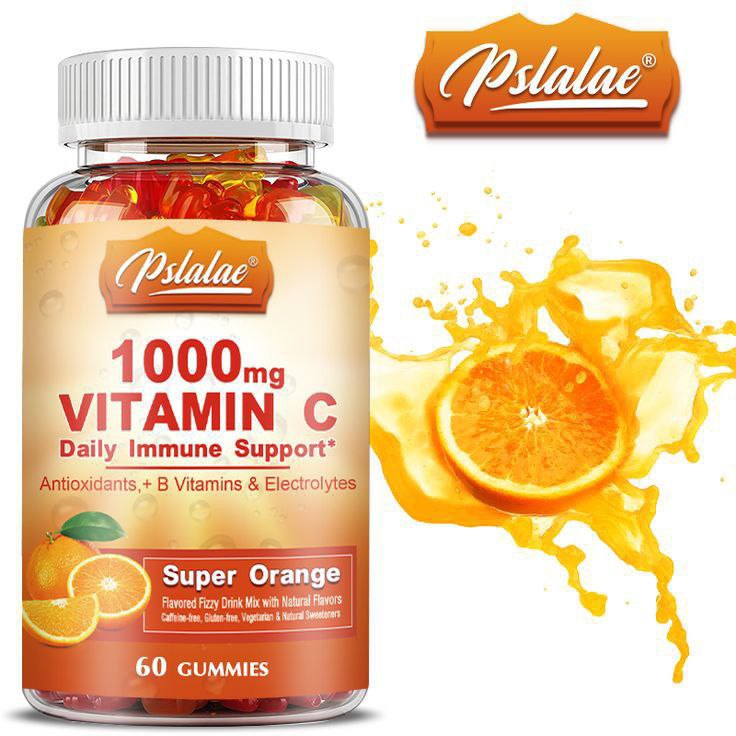 Pslalae®
Pslalae®
1000mg
VITAMIN C
Daily Immune Support*
Antioxidants,+ B Vitamins & Electrolytes
Super Orange
Flavored Fizzy Drink Mix with Natural Flavors
Caffeine-free, Gluten-free, Vegetarian & Natural Sweeteners
60 GUMMIES